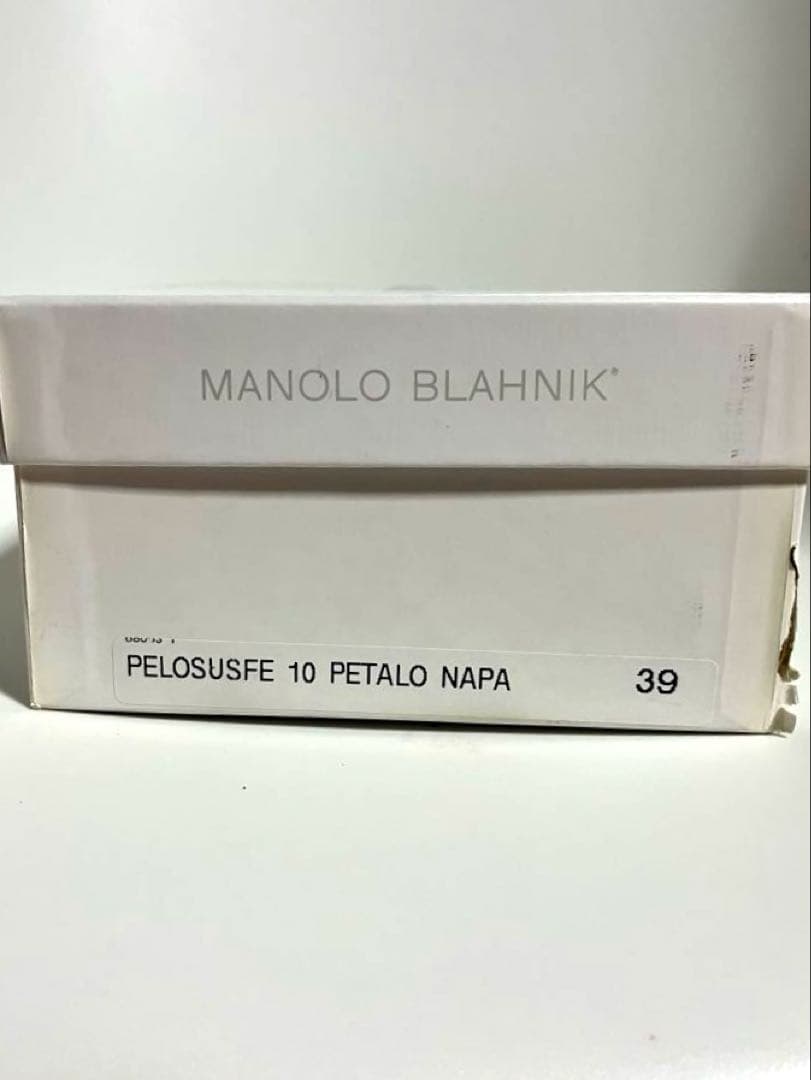 MANOLO BLAHNIK®
PELOSUSFE 10 PETALO NAPA 39